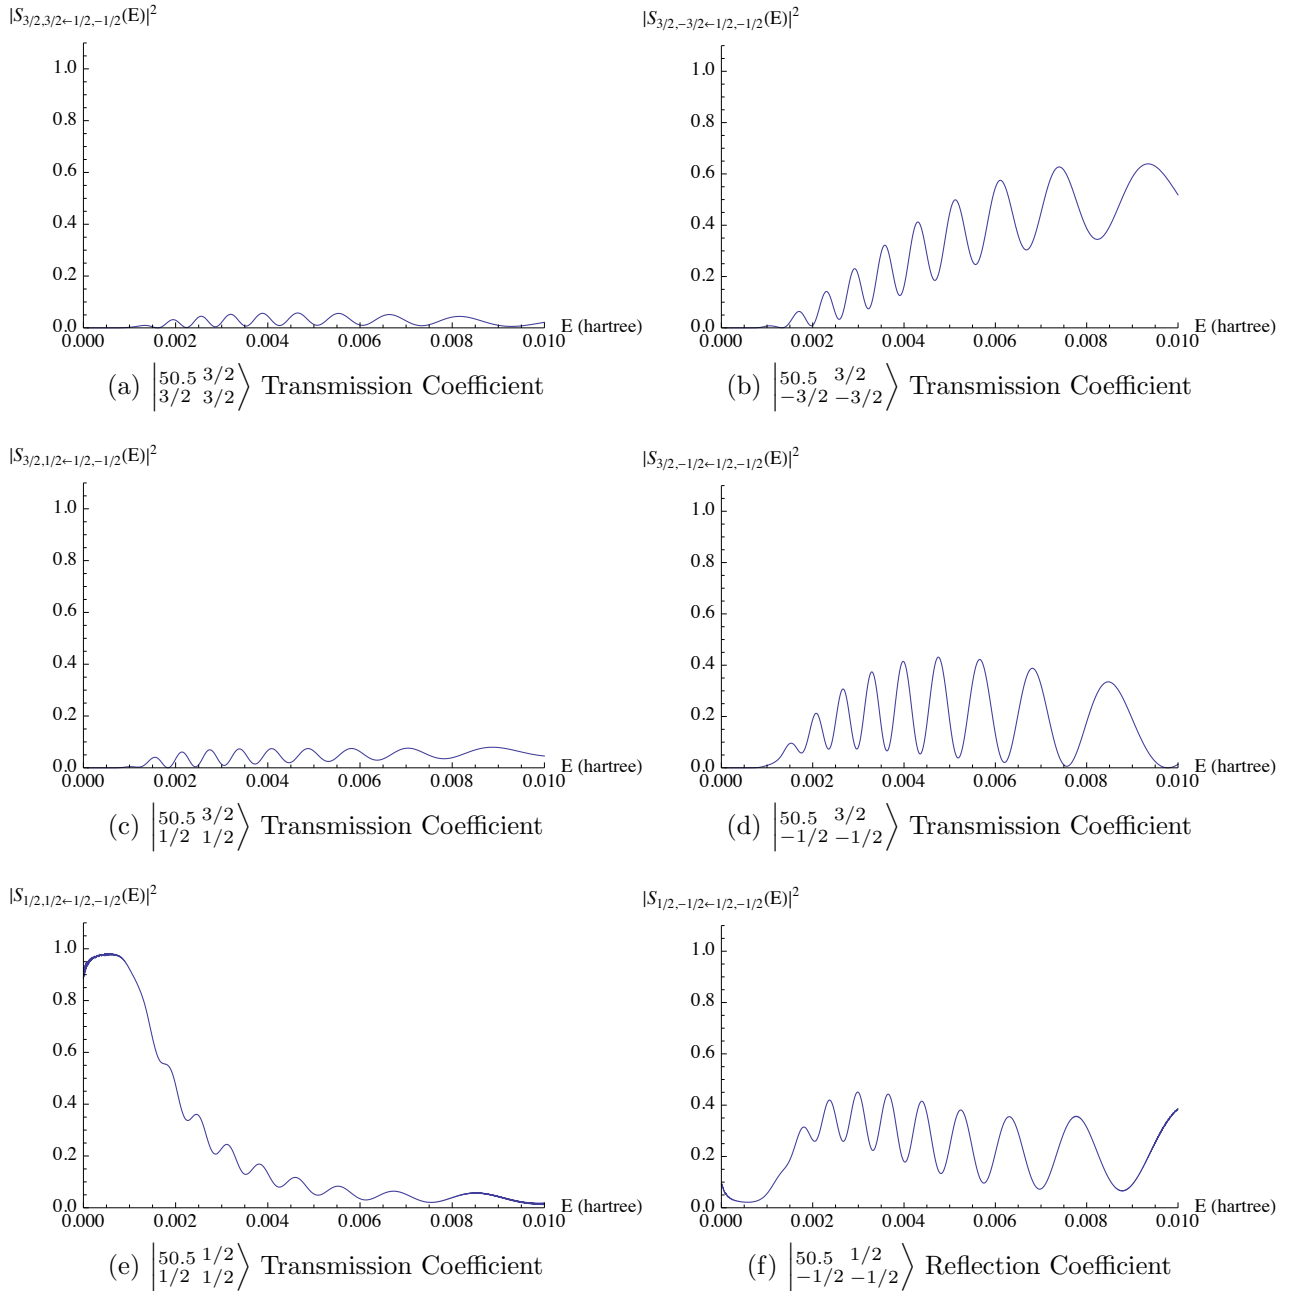 |S3/2,3/2←1/2,−1/2(E)|²
1.0
0.8
0.6
0.4
0.2
0.0
0.000 0.002 0.004 0.006 0.008 0.010
E (hartree)
(a) |50.5 3/2 3/2 3/2⟩ Transmission Coefficient
|S3/2,−3/2←1/2,−1/2(E)|²
1.0
0.8
0.6
0.4
0.2
0.0
0.000 0.002 0.004 0.006 0.008 0.010
E (hartree)
(b) |50.5 3/2 −3/2 −3/2⟩ Transmission Coefficient
|S3/2,1/2←1/2,−1/2(E)|²
1.0
0.8
0.6
0.4
0.2
0.0
0.000 0.002 0.004 0.006 0.008 0.010
E (hartree)
(c) |50.5 3/2 1/2 1/2⟩ Transmission Coefficient
|S3/2,−1/2←1/2,−1/2(E)|²
1.0
0.8
0.6
0.4
0.2
0.0
0.000 0.002 0.004 0.006 0.008 0.010
E (hartree)
(d) |50.5 3/2 −1/2 −1/2⟩ Transmission Coefficient
|S1/2,1/2←1/2,−1/2(E)|²
1.0
0.8
0.6
0.4
0.2
0.0
0.000 0.002 0.004 0.006 0.008 0.010
E (hartree)
(e) |50.5 1/2 1/2 1/2⟩ Transmission Coefficient
|S1/2,−1/2←1/2,−1/2(E)|²
1.0
0.8
0.6
0.4
0.2
0.0
0.000 0.002 0.004 0.006 0.008 0.010
E (hartree)
(f) |50.5 1/2 −1/2 −1/2⟩ Reflection Coefficient